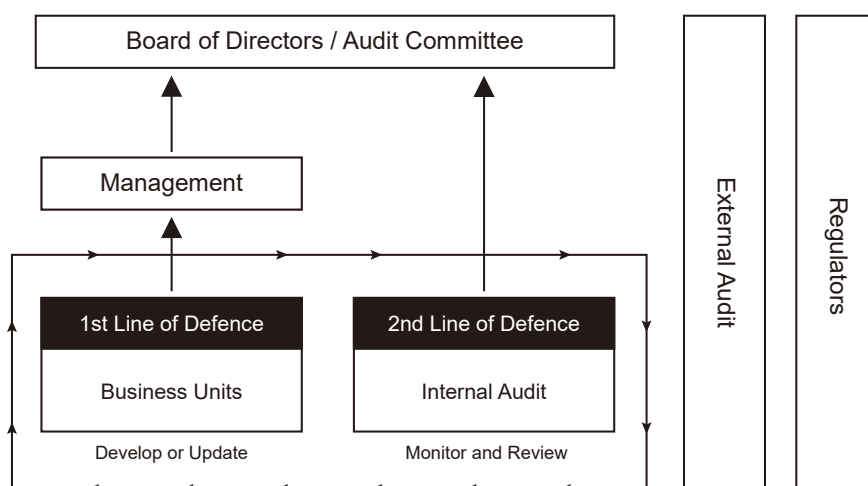 Board of Directors / Audit Committee
Management
1st Line of Defence
2nd Line of Defence
Business Units
Internal Audit
Develop or Update
Monitor and Review
External Audit
Regulators